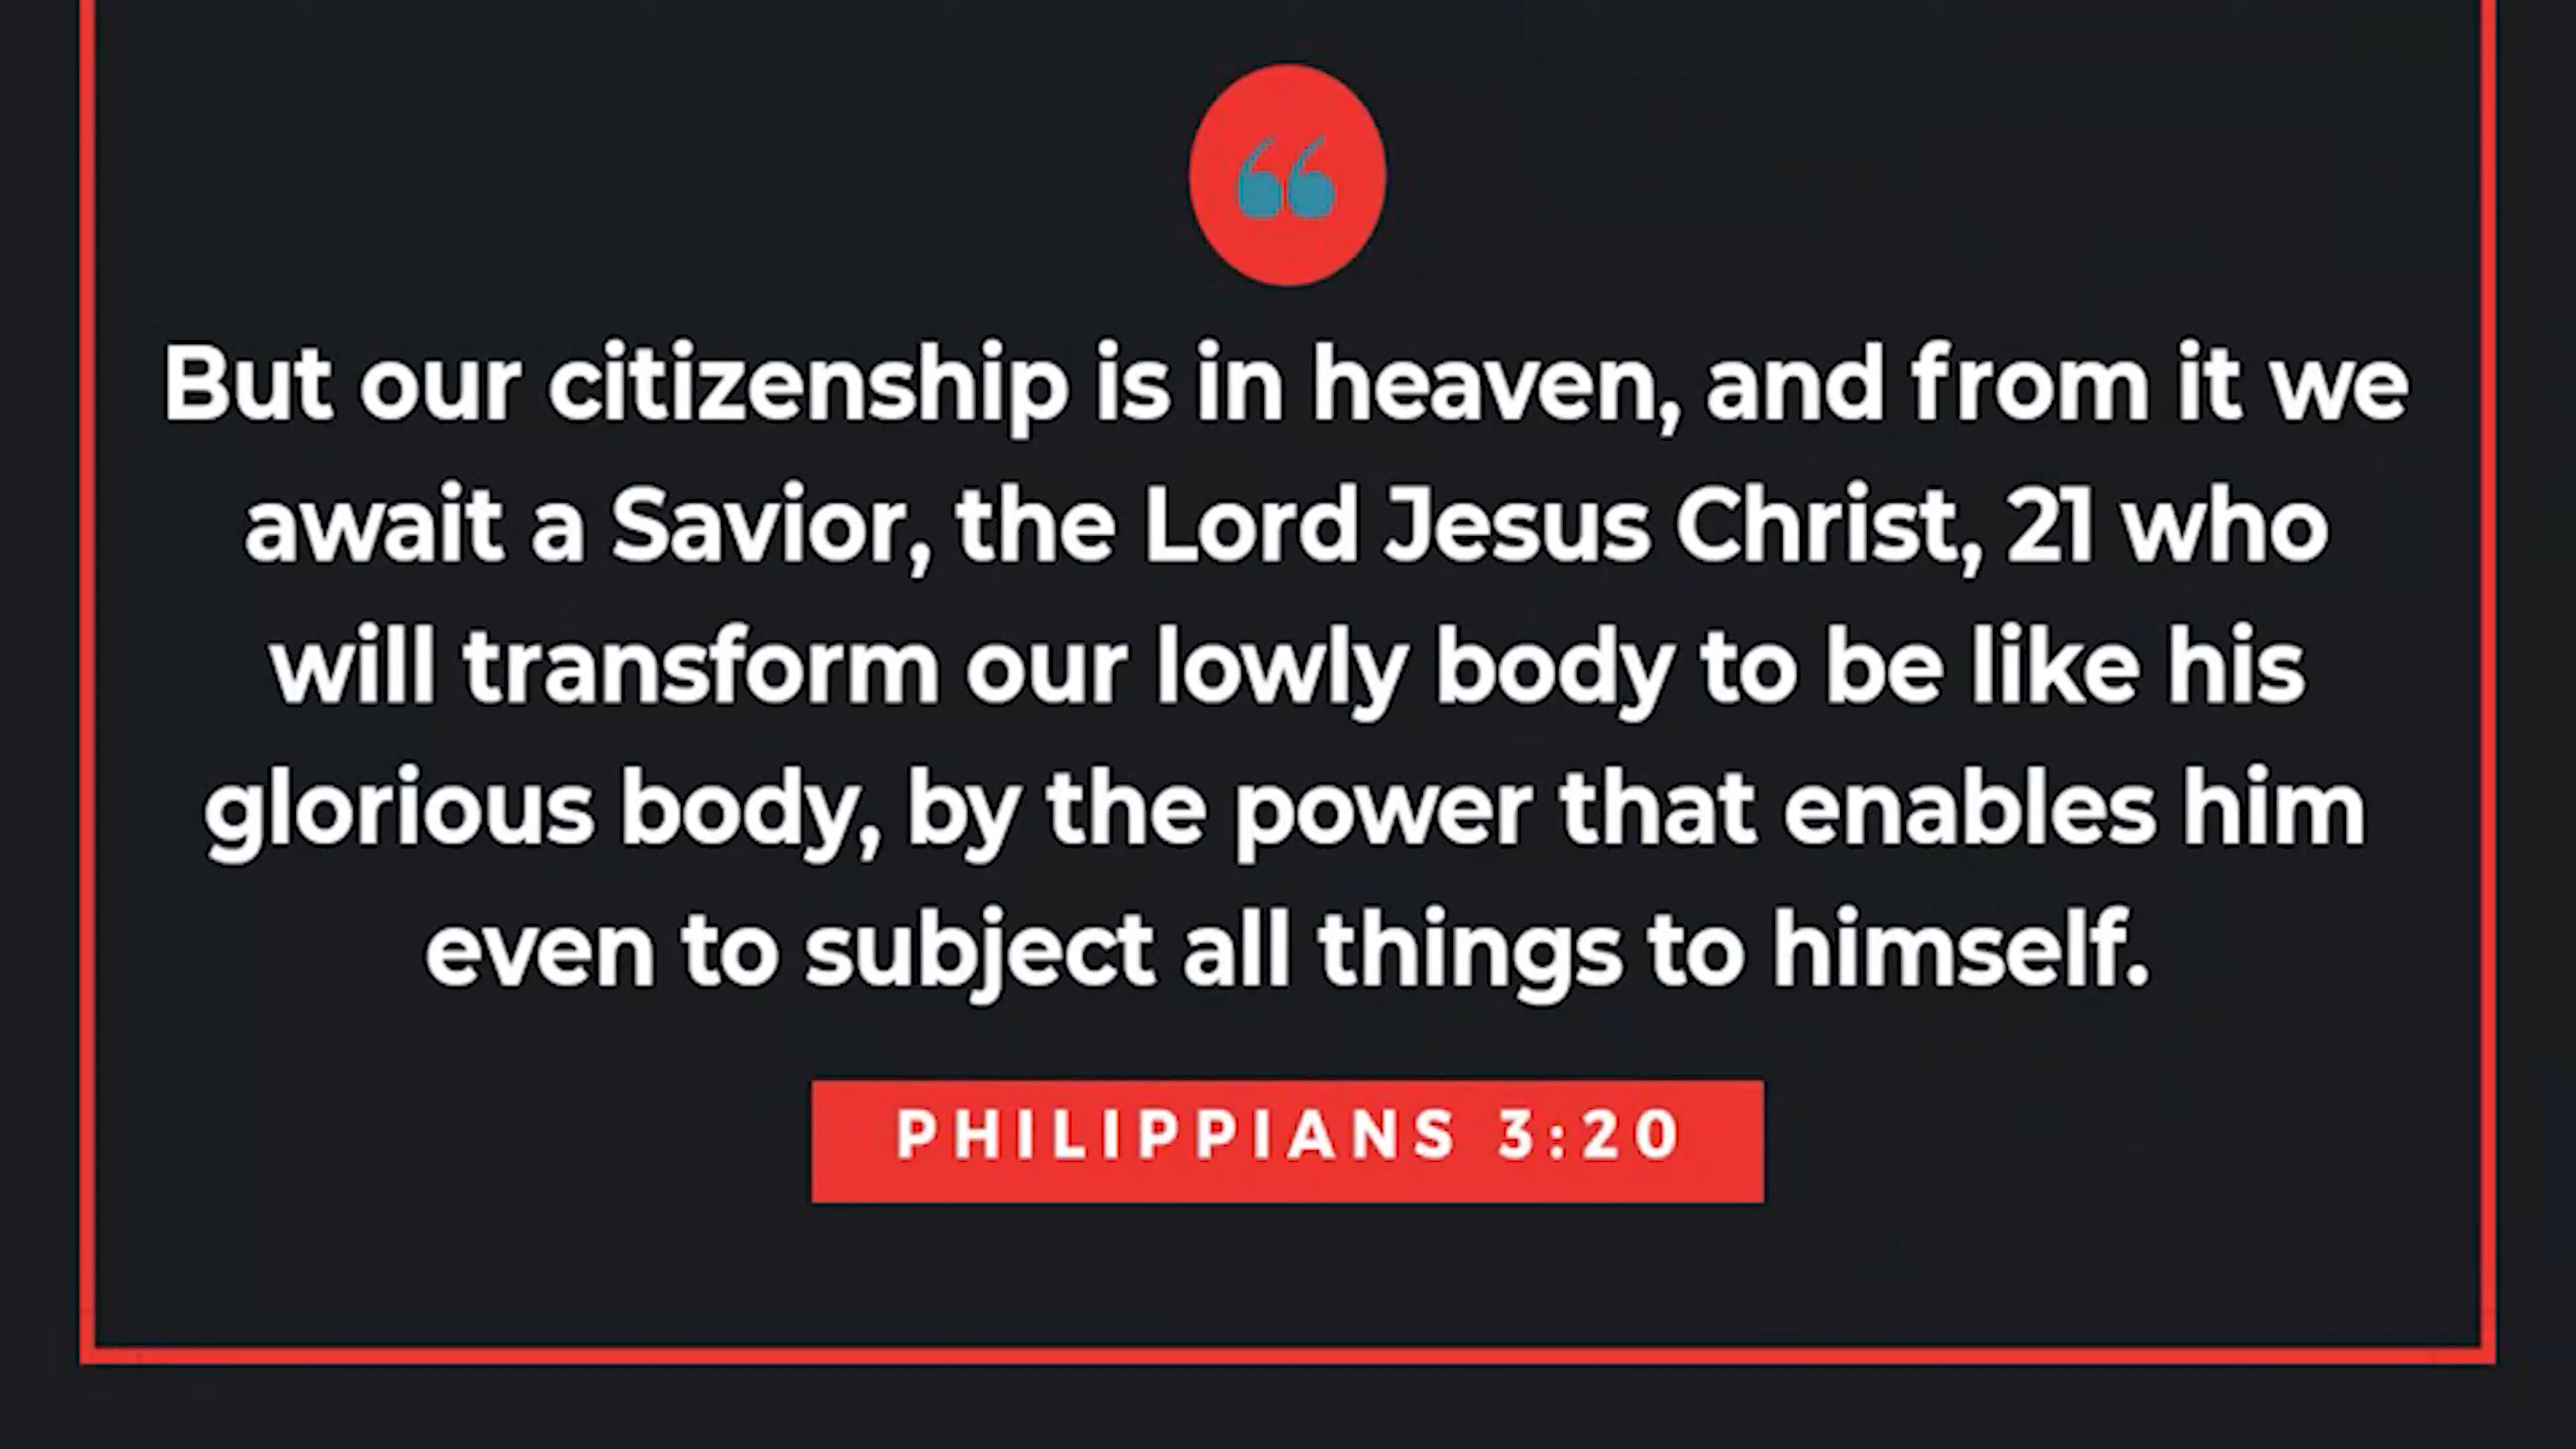 “
But our citizenship is in heaven, and from it we
await a Savior, the Lord Jesus Christ, 21 who
will transform our lowly body to be like his
glorious body, by the power that enables him
even to subject all things to himself.
PHILIPPIANS 3:20